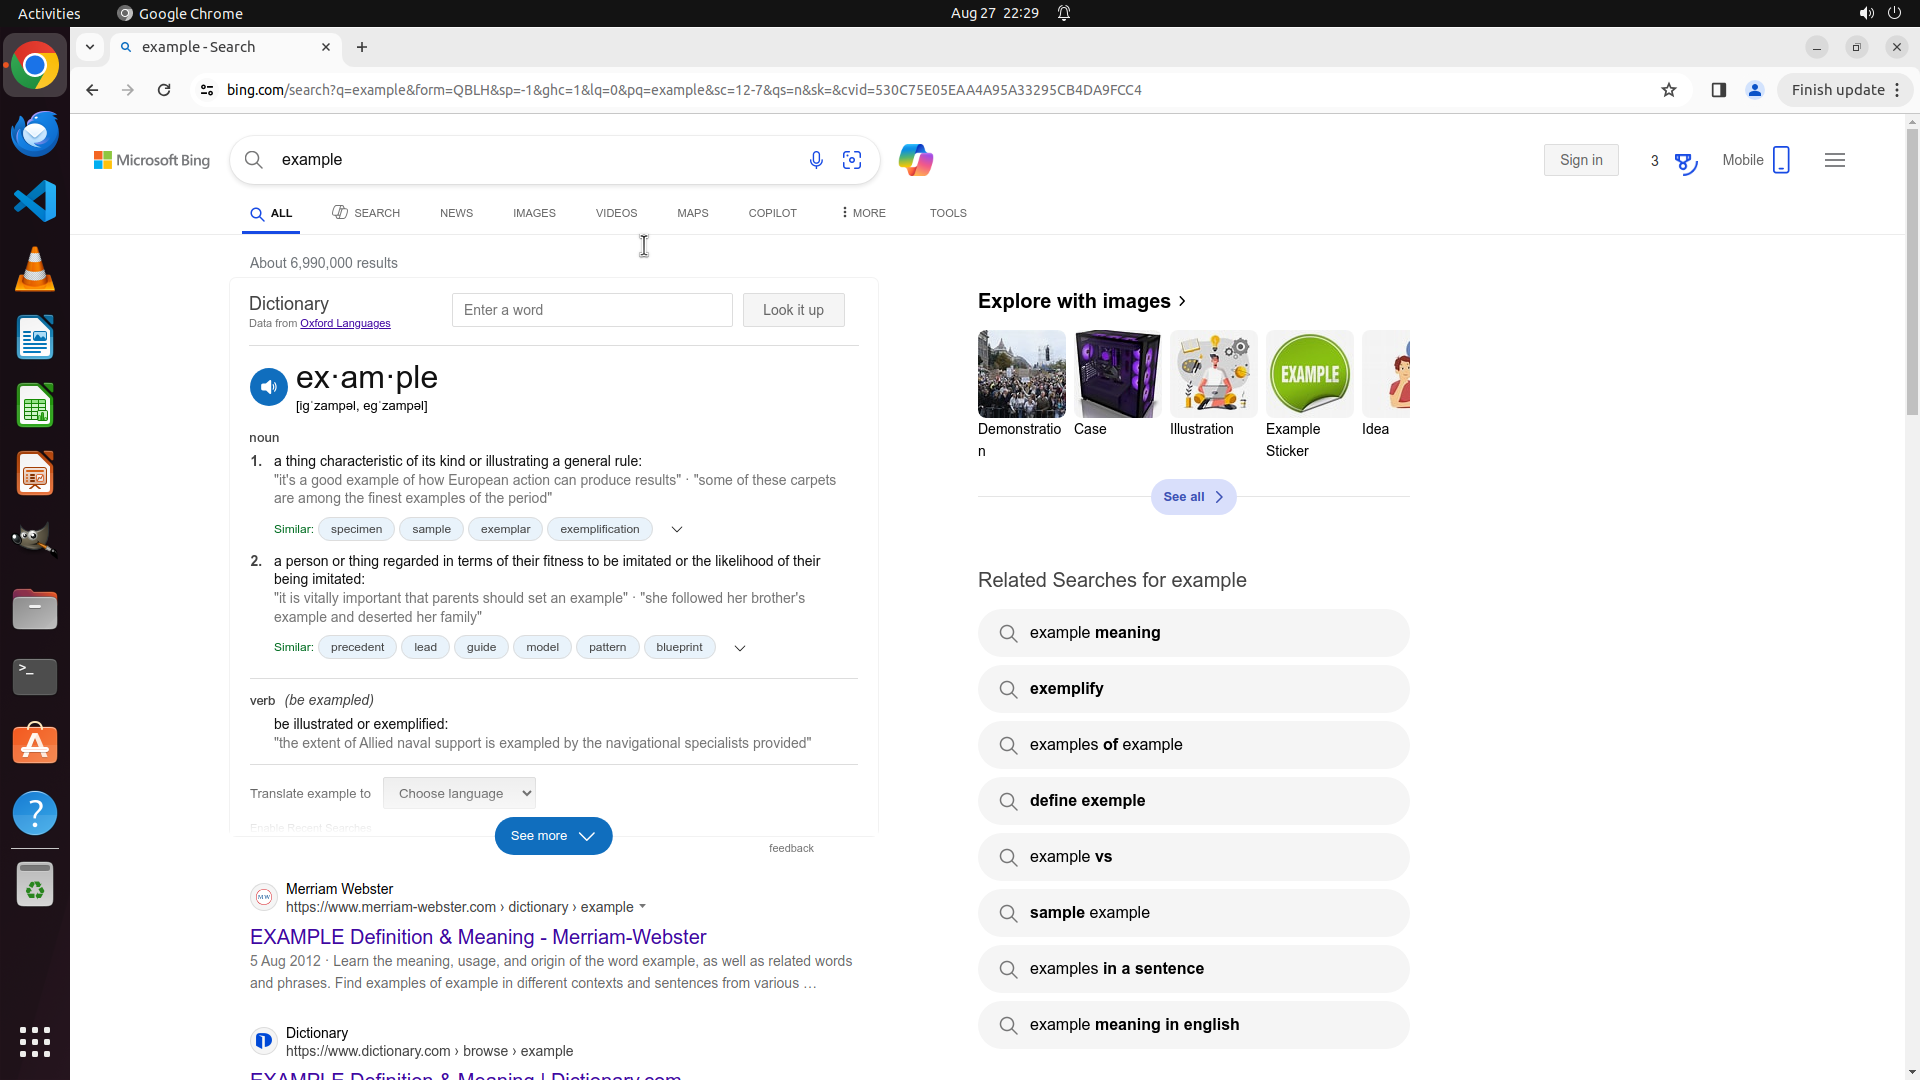 Activities
Google Chrome
Aug 27 22:29
example - Search
bing.com/search?q=example&form=QBLH&sp=-1&ghc=1&lq=0&pq=example&sc=12-7&qs=n&sk=&cvid=530C75E05EAA4A95A33295CB4DA9FCC4
Finish update
Microsoft Bing
example
Sign in
3
Mobile
ALL
SEARCH
NEWS
IMAGES
VIDEOS
MAPS
COPILOT
MORE
TOOLS
About 6,990,000 results
Dictionary
Data from Oxford Languages
Enter a word
Look it up
ex·am·ple
[iɡˈzampəl, eɡˈzampəl]
noun
1. a thing characteristic of its kind or illustrating a general rule:
"it's a good example of how European action can produce results" · "some of these carpets
are among the finest examples of the period"
Similar: specimen sample exemplar exemplification
2. a person or thing regarded in terms of their fitness to be imitated or the likelihood of their
being imitated:
"it is vitally important that parents should set an example" · "she followed her brother's
example and deserted her family"
Similar: precedent lead guide model pattern blueprint
verb (be exampled)
be illustrated or exemplified:
"the extent of Allied naval support is exampled by the navigational specialists provided"
Translate example to
Choose language
Enable Recent Searches
See more
feedback
Merriam Webster
https://www.merriam-webster.com › dictionary › example
EXAMPLE Definition & Meaning - Merriam-Webster
5 Aug 2012 · Learn the meaning, usage, and origin of the word example, as well as related words
and phrases. Find examples of example in different contexts and sentences from various …
Dictionary
https://www.dictionary.com › browse › example
EXAMPLE Definition & Meaning | Dictionary.com
Explore with images
EXAMPLE
Demonstratio
n
Case
Illustration
Example
Sticker
Idea
See all
Related Searches for example
example meaning
exemplify
examples of example
define exemple
example vs
sample example
examples in a sentence
example meaning in english